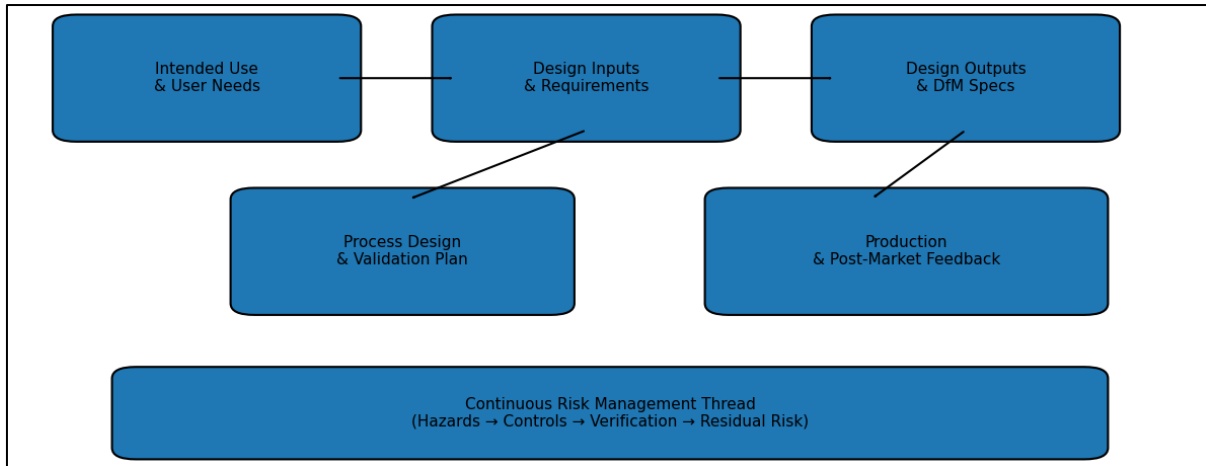 Intended Use
& User Needs
Design Inputs
& Requirements
Design Outputs
& DfM Specs
Process Design
& Validation Plan
Production
& Post-Market Feedback
Continuous Risk Management Thread
(Hazards → Controls → Verification → Residual Risk)